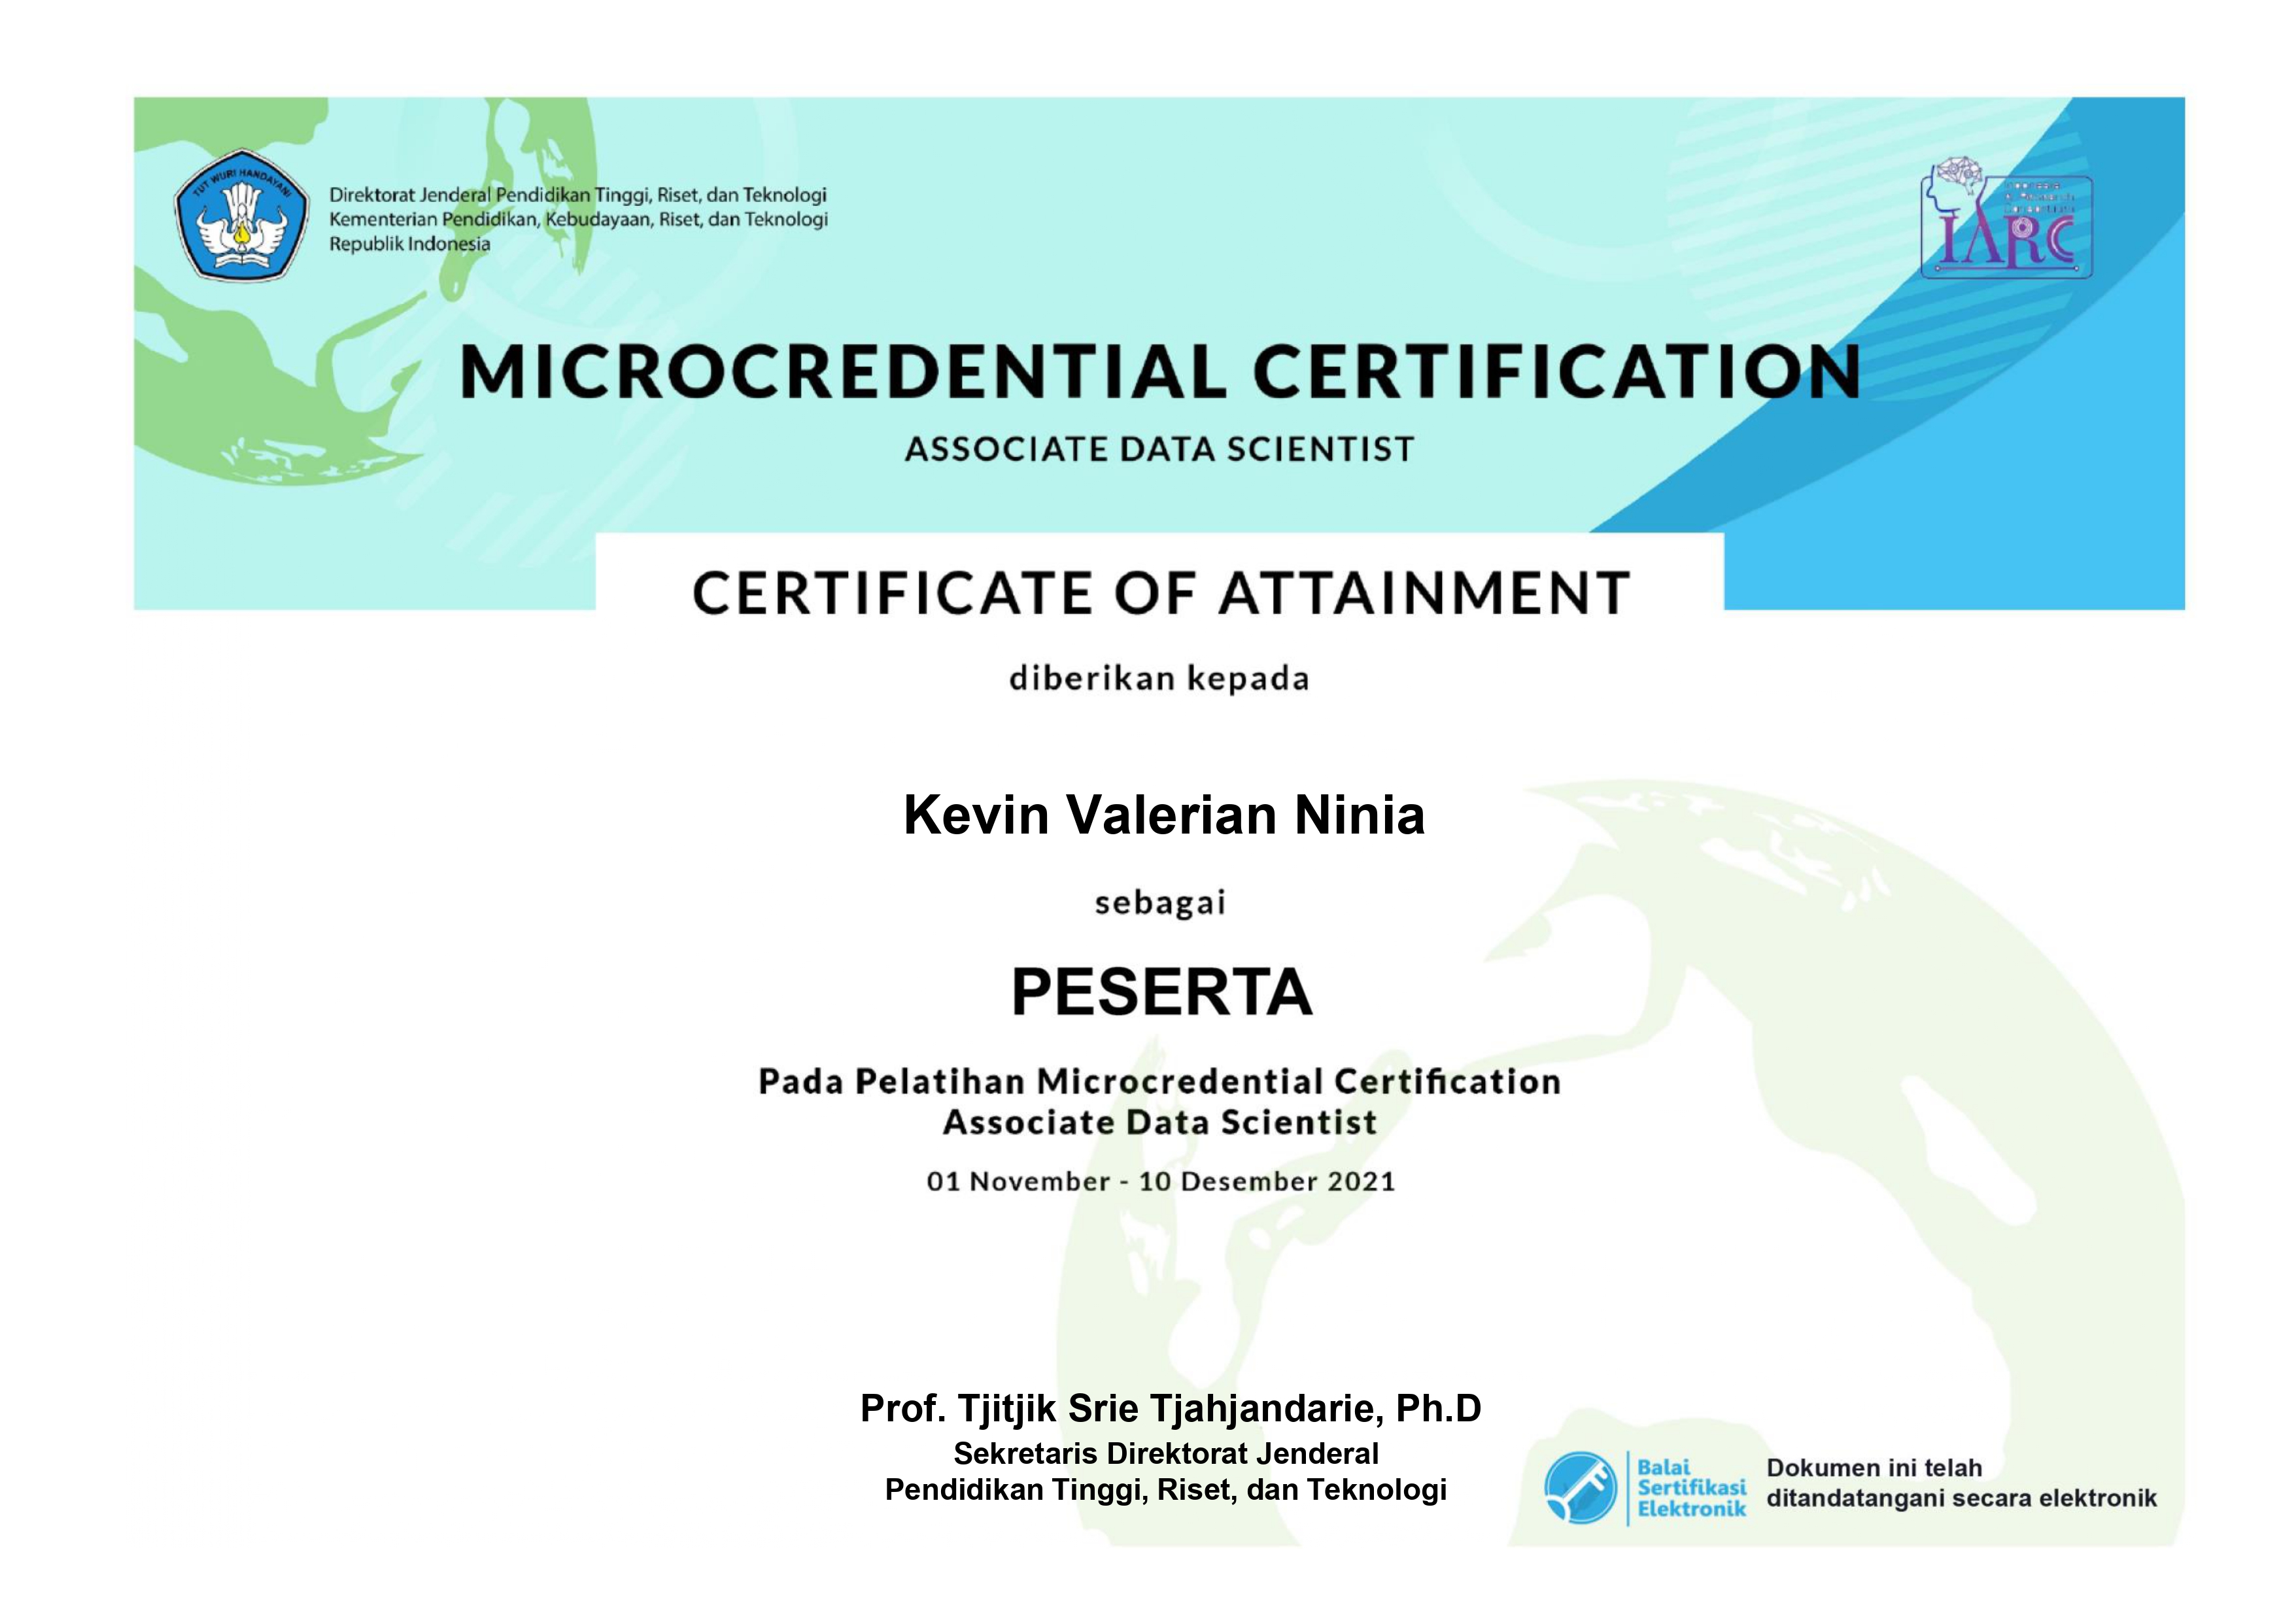 TUT WURI HANDAYANI
Direktorat Jenderal Pendidikan Tinggi, Riset, dan Teknologi
Kementerian Pendidikan, Kebudayaan, Riset, dan Teknologi
Republik Indonesia
IARC
MICROCREDENTIAL CERTIFICATION
ASSOCIATE DATA SCIENTIST
CERTIFICATE OF ATTAINMENT
diberikan kepada
Kevin Valerian Ninia
sebagai
PESERTA
Pada Pelatihan Microcredential Certification
Associate Data Scientist
01 November - 10 Desember 2021
Prof. Tjitjik Srie Tjahjandarie, Ph.D
Sekretaris Direktorat Jenderal
Pendidikan Tinggi, Riset, dan Teknologi
Balai
Sertifikasi
Elektronik
Dokumen ini telah
ditandatangani secara elektronik